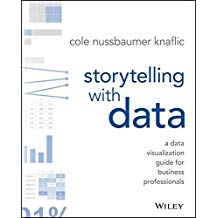 cole nussbaumer knaflic
storytelling
with
data
a data
visualization
guide for
business
professionals
WILEY